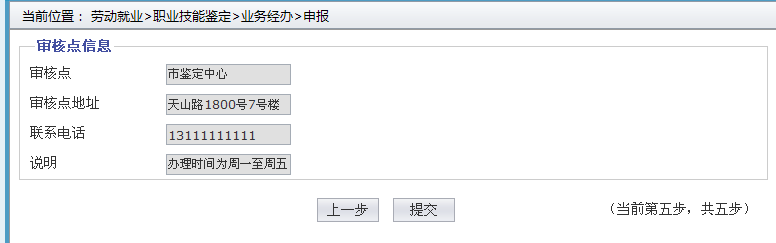 当前位置： 劳动就业>职业技能鉴定>业务经办>申报
审核点信息
审核点 市鉴定中心
审核点地址 天山路1800号7号楼
联系电话 13111111111
说明 办理时间为周一至周五
上一步 提交 （当前第五步，共五步）